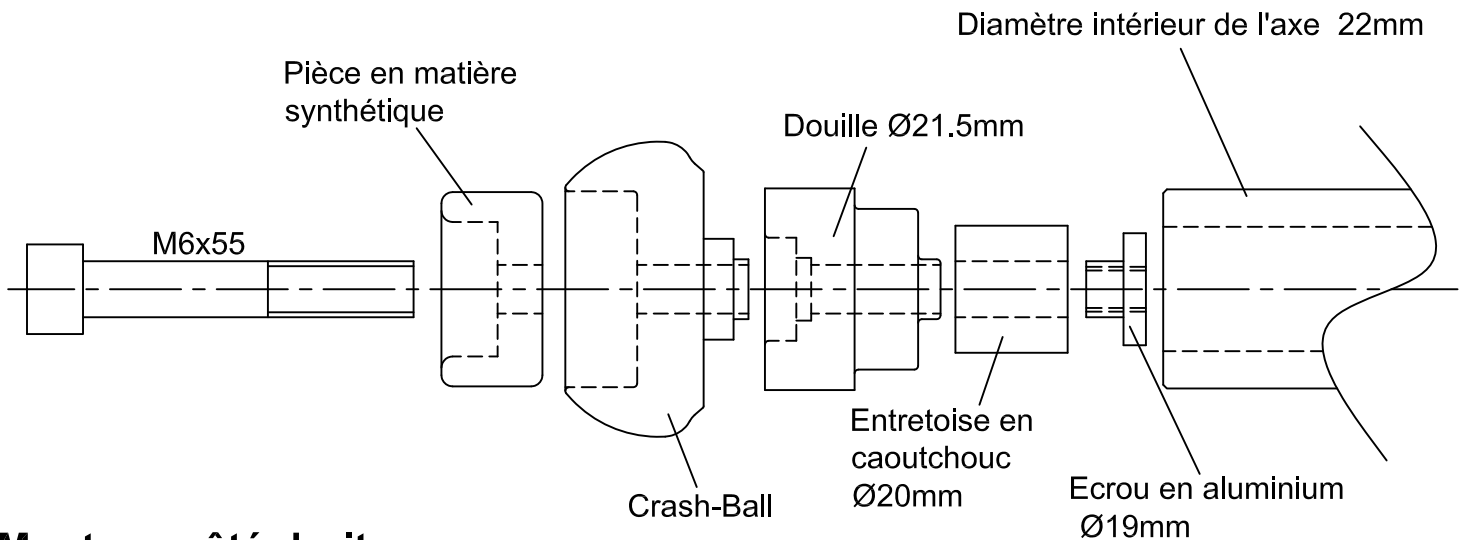 Diamètre intérieur de l'axe 22mm
Pièce en matière
synthétique
Douille Ø21.5mm
M6x55
Entretoise en
caoutchouc
Ø20mm
Crash-Ball
Ecrou en aluminium
Ø19mm